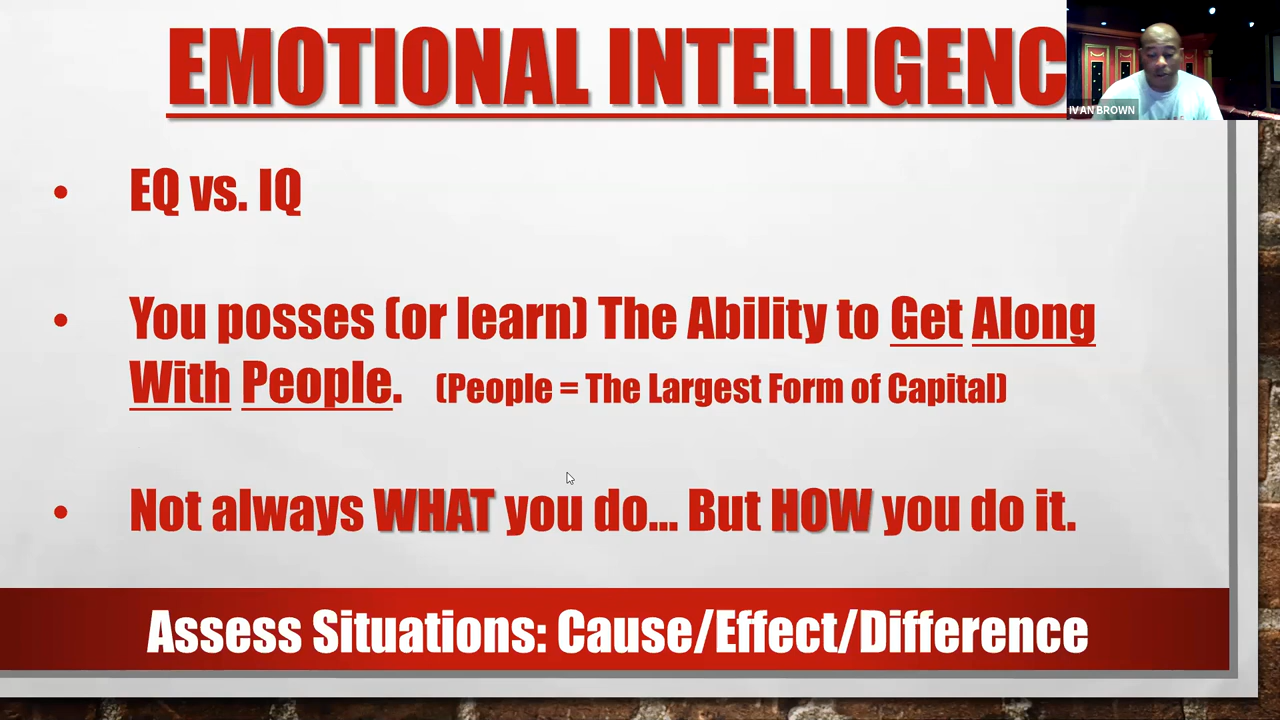 EMOTIONAL INTELLIGENC
IVAN BROWN
• EQ vs. IQ
• You posses (or learn) The Ability to Get Along
With People. (People = The Largest Form of Capital)
• Not always WHAT you do... But HOW you do it.
Assess Situations: Cause/Effect/Difference